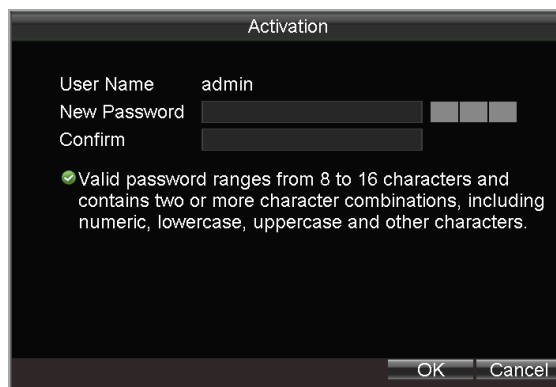 Activation
User Name admin
New Password
Confirm
Valid password ranges from 8 to 16 characters and
contains two or more character combinations, including
numeric, lowercase, uppercase and other characters.
OK Cancel